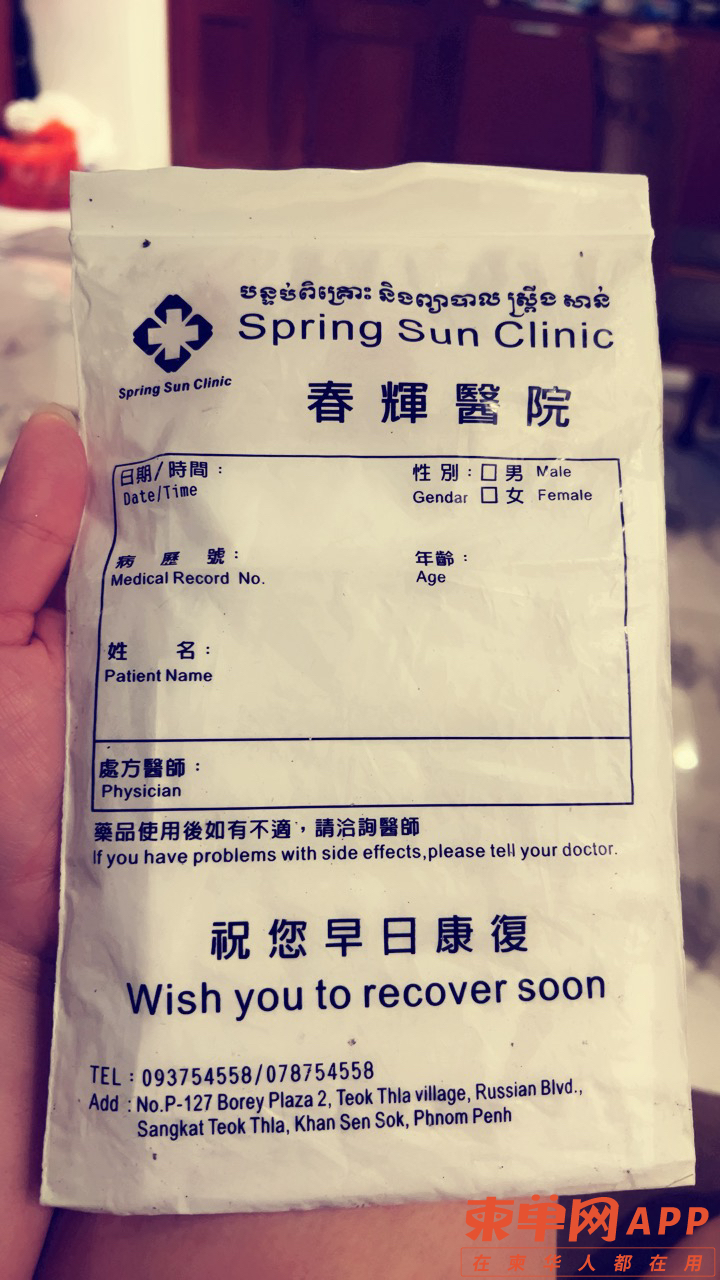 បន្ទប់ពិគ្រោះ និងព្យាបាល ស្ព្រីង សាន់
Spring Sun Clinic
Spring Sun Clinic
春輝醫院
日期/時間：
Date/Time
性別：□ 男 Male
Gendar □ 女 Female
病歷號：
Medical Record No.
年齡：
Age
姓名：
Patient Name
處方醫師：
Physician
藥品使用後如有不適，請洽詢醫師
If you have problems with side effects,please tell your doctor.
祝您早日康復
Wish you to recover soon
TEL：093754558/078754558
Add：No.P-127 Borey Plaza 2, Teok Thla village, Russian Blvd.,
Sangkat Teok Thla, Khan Sen Sok, Phnom Penh
柬单网APP
在柬华人都在用